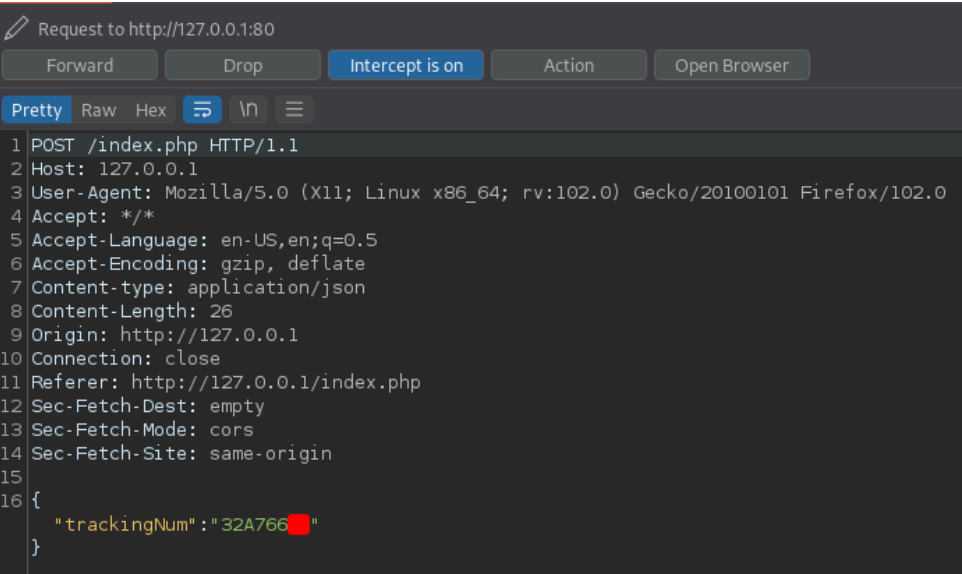 Request to http://127.0.0.1:80
Forward Drop Intercept is on Action Open Browser
Pretty Raw Hex \n
1 POST /index.php HTTP/1.1
2 Host: 127.0.0.1
3 User-Agent: Mozilla/5.0 (X11; Linux x86_64; rv:102.0) Gecko/20100101 Firefox/102.0
4 Accept: */*
5 Accept-Language: en-US,en;q=0.5
6 Accept-Encoding: gzip, deflate
7 Content-type: application/json
8 Content-Length: 26
9 Origin: http://127.0.0.1
10 Connection: close
11 Referer: http://127.0.0.1/index.php
12 Sec-Fetch-Dest: empty
13 Sec-Fetch-Mode: cors
14 Sec-Fetch-Site: same-origin
15
16 {
"trackingNum":"32A766"
}